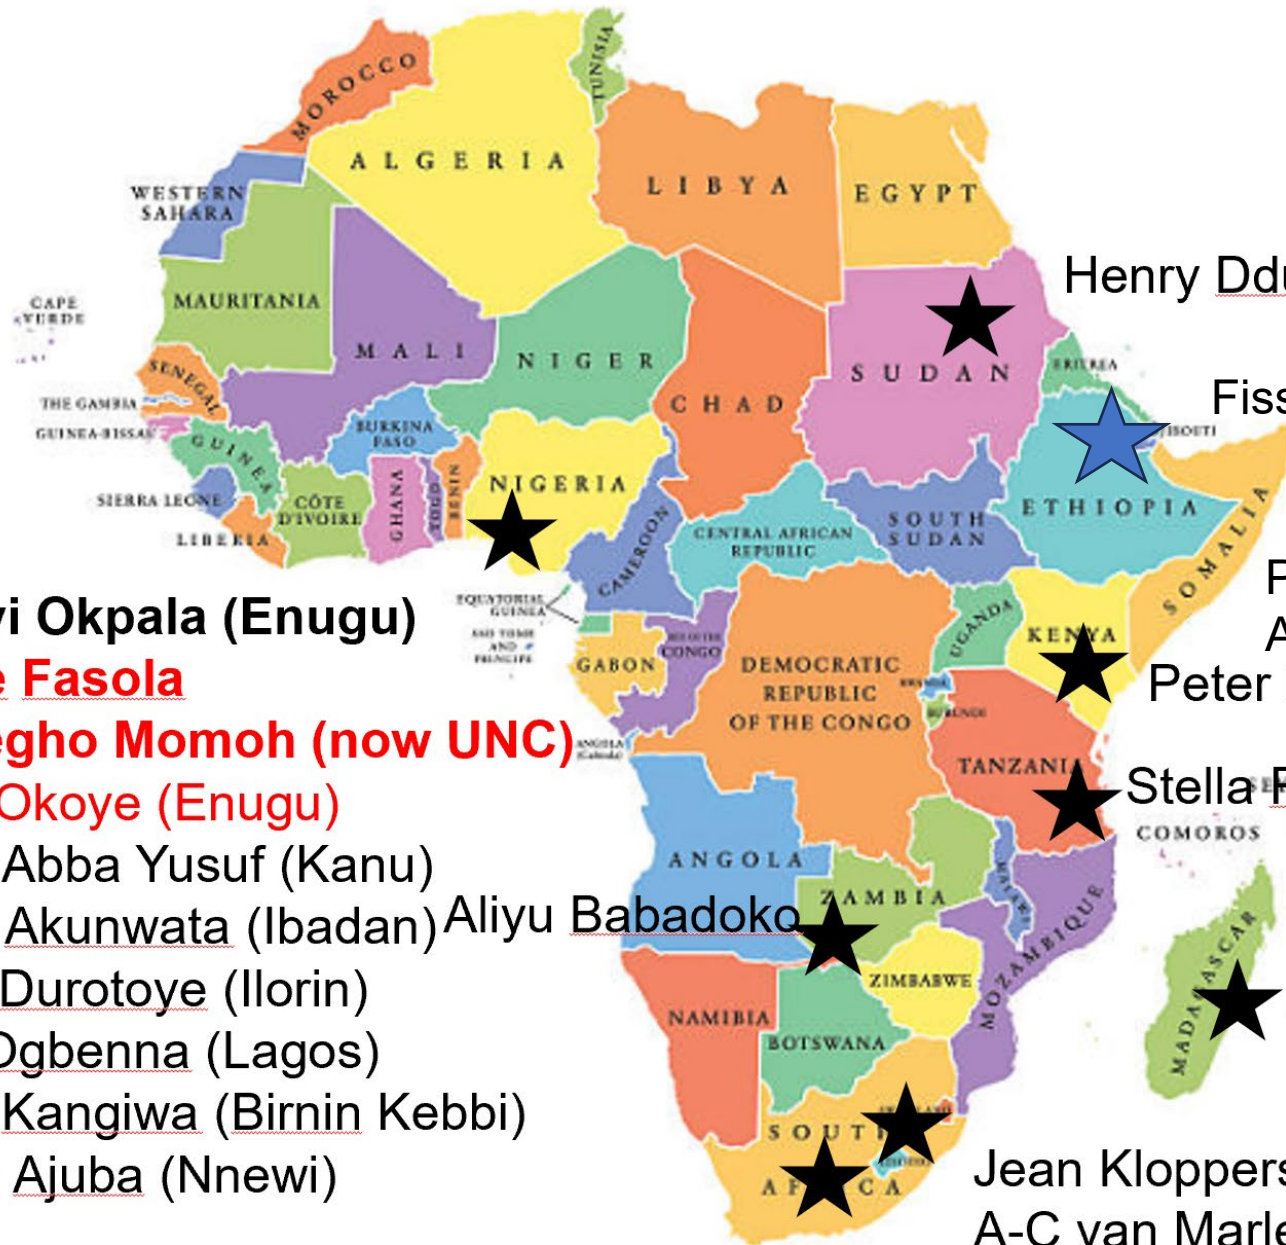 TUNISIA
MOROCCO
ALGERIA
LIBYA
EGYPT
WESTERN
SAHARA
Henry Ddu
CAPE
VERDE
MAURITANIA
MALI
NIGER
CHAD
SUDAN
ERITREA
SENEGAL
Fiss
THE GAMBIA
GUINEA-BISSAU
GUINEA
BURKINA
FASO
NIGERIA
ETHIOPIA
SIERRA LEONE
CÔTE
D'IVOIRE
GHANA
TOGO
BENIN
LIBERIA
CAMEROON
CENTRAL AFRICAN
REPUBLIC
SOUTH
SUDAN
SOMALIA
EQUATORIAL
GUINEA
SAO TOME
AND
PRINCIPE
GABON
CONGO
UGANDA
KENYA
P
A
Peter
DEMOCRATIC
REPUBLIC
OF THE CONGO
RWANDA
BURUNDI
ANGOLA
(Cabinda)
TANZANIA
Stella
COMOROS
yi Okpala (Enugu)
e Fasola
egho Momoh (now UNC)
Okoye (Enugu)
Abba Yusuf (Kanu)
Akunwata (Ibadan)
Durotoye (Ilorin)
Ogbenna (Lagos)
Kangiwa (Birnin Kebbi)
Ajuba (Nnewi)
Aliyu Babadoko
ANGOLA
ZAMBIA
MALAWI
MOZAMBIQUE
MADAGASCAR
ZIMBABWE
NAMIBIA
BOTSWANA
SOUTH
AFRICA
Jean Kloppers
A-C van Marle